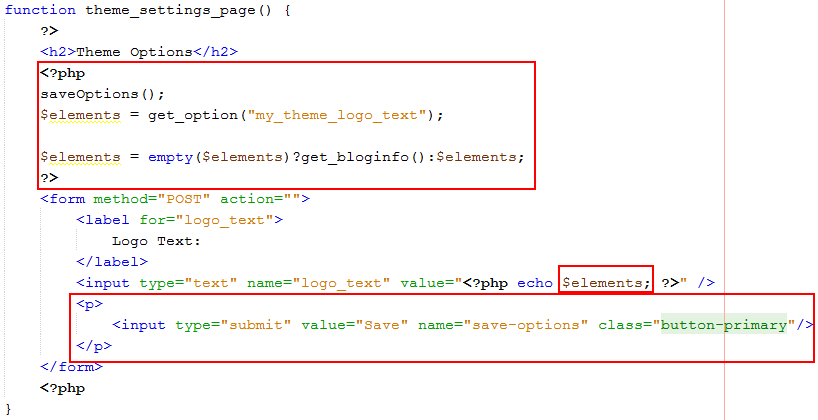 function theme_settings_page() {
?>
<h2>Theme Options</h2>
<?php
saveOptions();
$elements = get_option("my_theme_logo_text");
$elements = empty($elements)?get_bloginfo():$elements;
?>
<form method="POST" action="">
<label for="logo_text">
Logo Text:
</label>
<input type="text" name="logo_text" value="<?php echo $elements; ?>" />
<p>
<input type="submit" value="Save" name="save-options" class="button-primary"/>
</p>
</form>
<?php
}